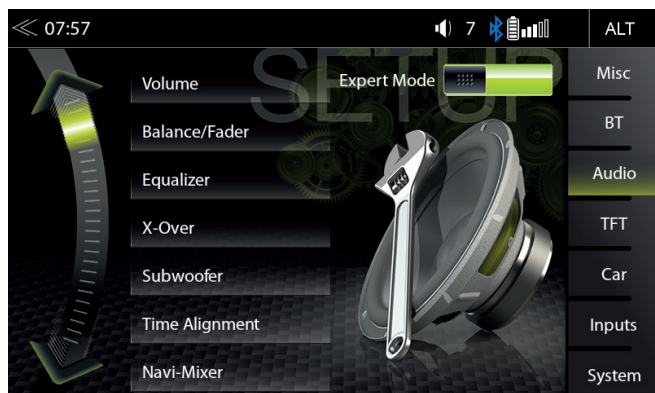 07:57
7
ALT
SETUP
Volume
Expert Mode
Misc
Balance/Fader
BT
Equalizer
Audio
X-Over
TFT
Subwoofer
Car
Time Alignment
Inputs
Navi-Mixer
System